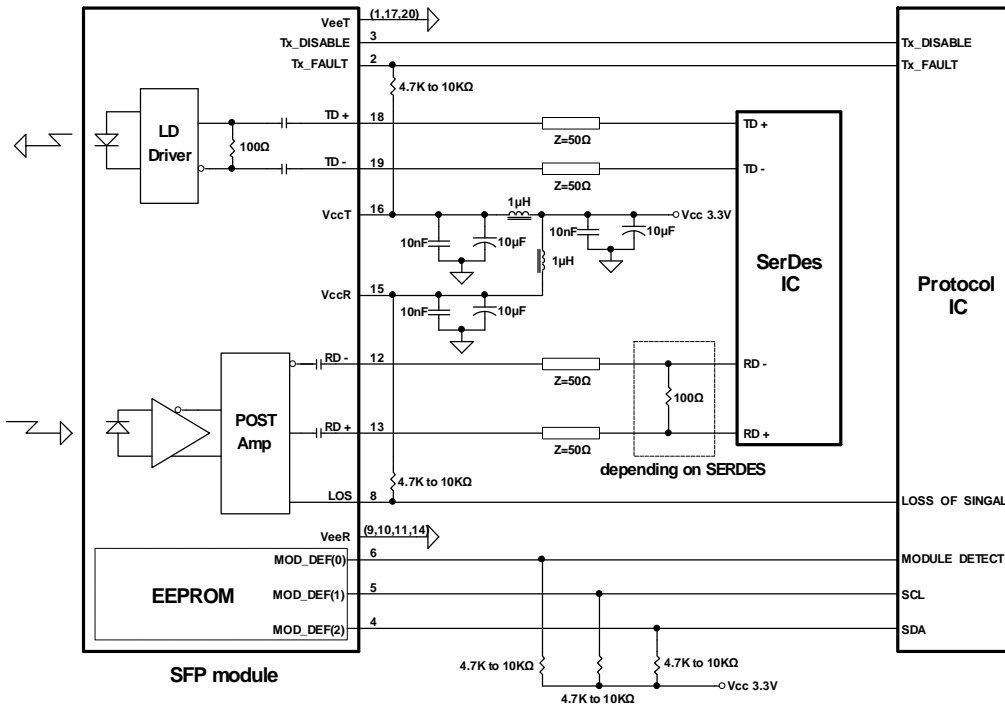 VeeT (1,17,20)
Tx_DISABLE 3 Tx_DISABLE
Tx_FAULT 2 Tx_FAULT
4.7K to 10KΩ
LD
Driver
100Ω
TD + 18 TD +
Z=50Ω
TD - 19 TD -
Z=50Ω
VccT 16
1µH
Vcc 3.3V
10nF 10µF 10nF 10µF
1µH
VccR 15
10nF 10µF
SerDes
IC
Protocol
IC
RD - 12 RD -
Z=50Ω
100Ω
POST
Amp
RD + 13 RD +
Z=50Ω
depending on SERDES
4.7K to 10KΩ
LOS 8 LOSS OF SINGAL
VeeR (9,10,11,14)
MOD_DEF(0) 6 MODULE DETECT
EEPROM
MOD_DEF(1) 5 SCL
MOD_DEF(2) 4 SDA
SFP module
4.7K to 10KΩ 4.7K to 10KΩ
4.7K to 10KΩ
Vcc 3.3V